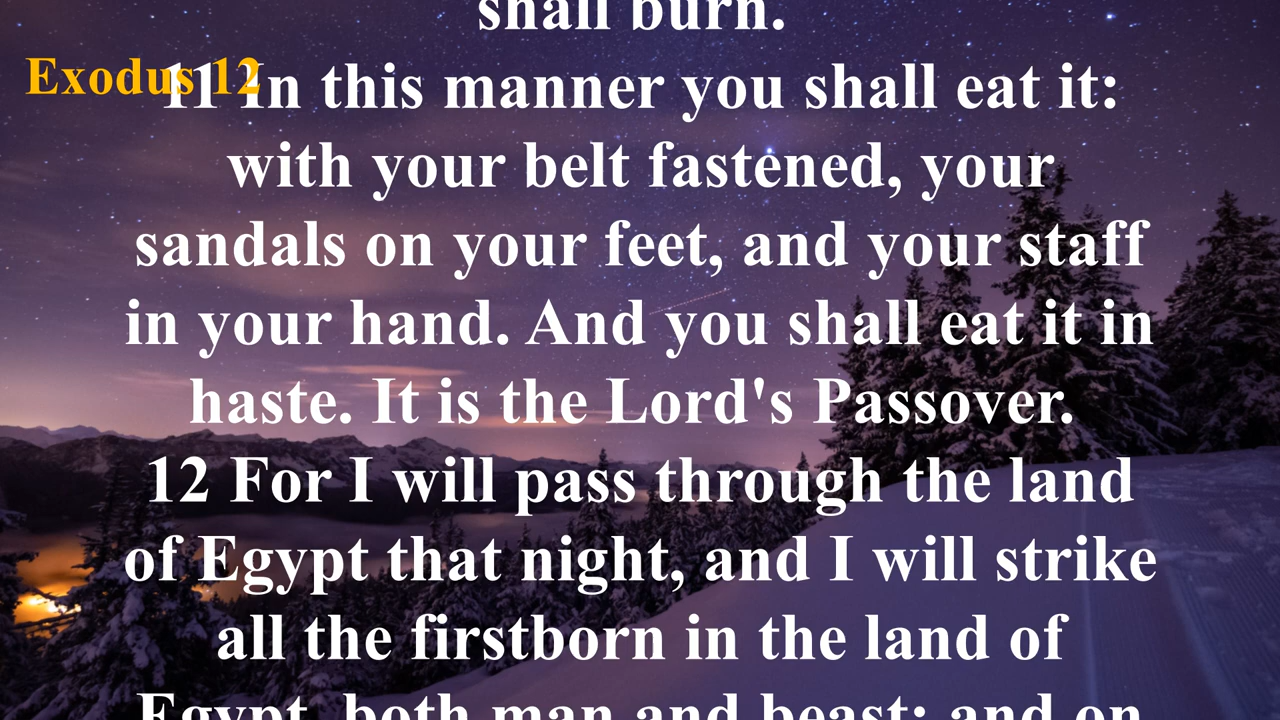 shall burn.
Exodus 12
11 In this manner you shall eat it:
with your belt fastened, your
sandals on your feet, and your staff
in your hand. And you shall eat it in
haste. It is the Lord's Passover.
12 For I will pass through the land
of Egypt that night, and I will strike
all the firstborn in the land of
Egypt, both man and beast; and on